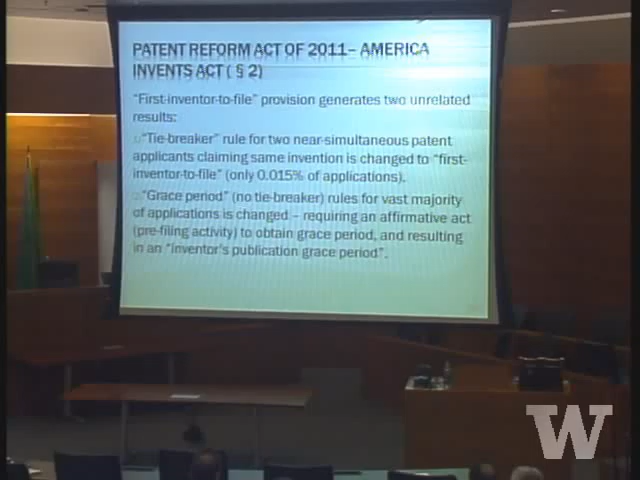 PATENT REFORM ACT OF 2011– AMERICA
INVENTS ACT ( § 2)
“First-inventor-to-file” provision generates two unrelated
results:
“Tie-breaker” rule for two near-simultaneous patent
applicants claiming same invention is changed to “first-
inventor-to-file” (only 0.015% of applications).
“Grace period” (no tie-breaker) rules for vast majority
of applications is changed – requiring an affirmative act
(pre-filing activity) to obtain grace period, and resulting
in an “inventor’s publication grace period”.
W